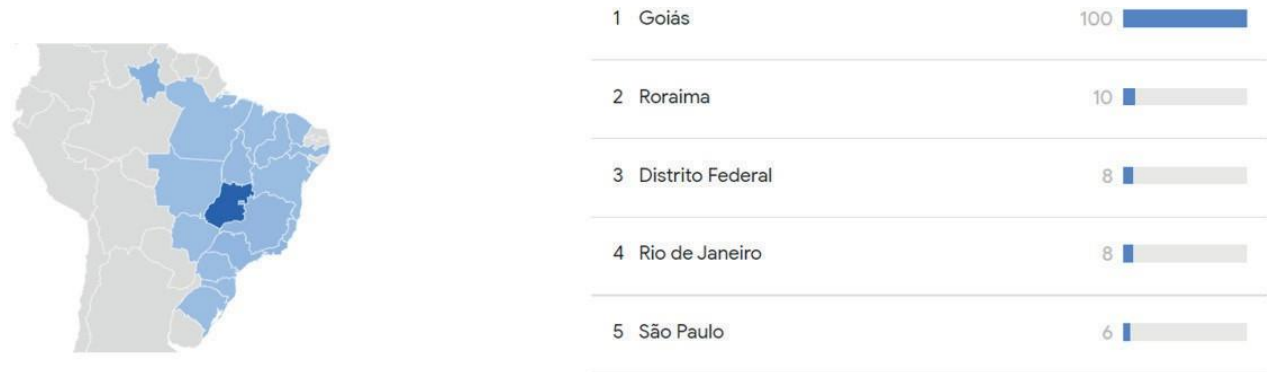 1 Goiás 100
2 Roraima 10
3 Distrito Federal 8
4 Rio de Janeiro 8
5 São Paulo 6